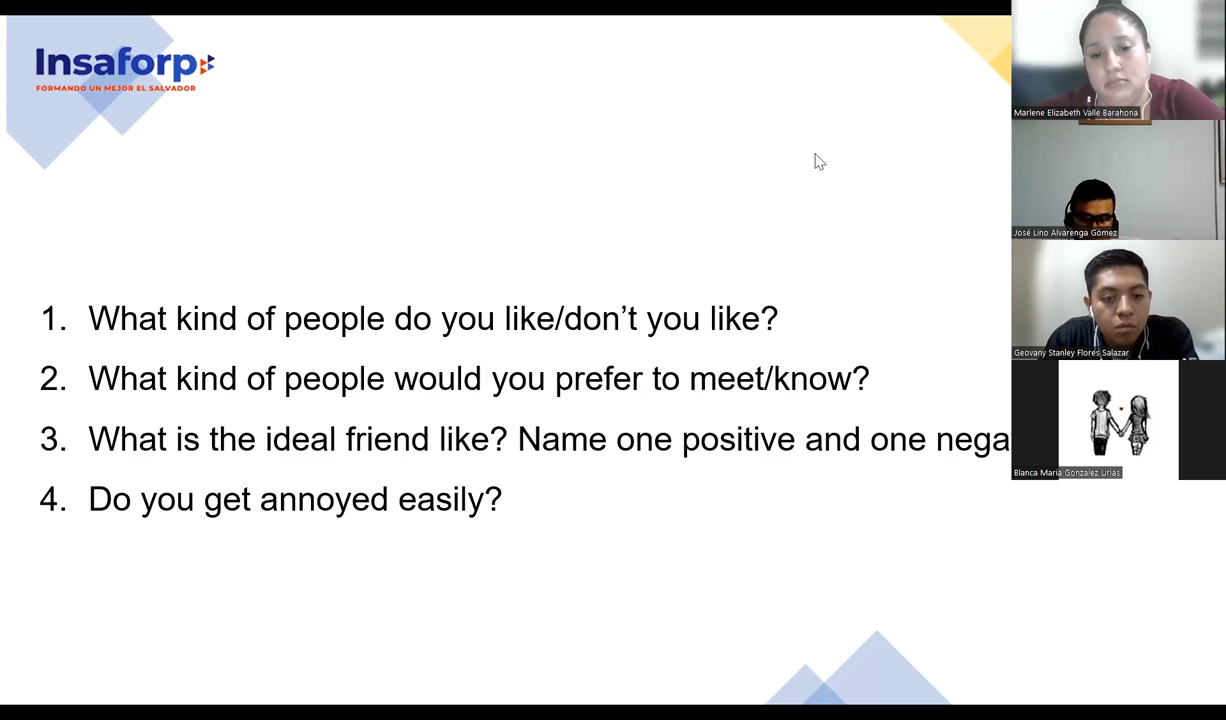 Insaforp
FORMANDO UN MEJOR EL SALVADOR
1. What kind of people do you like/don’t you like?
2. What kind of people would you prefer to meet/know?
3. What is the ideal friend like? Name one positive and one nega
4. Do you get annoyed easily?
Marlene Elizabeth Valle Barahona
José Lino Alvarenga Gómez
Geovany Stanley Flores Salazar
Blanca María Gonzalez Urias